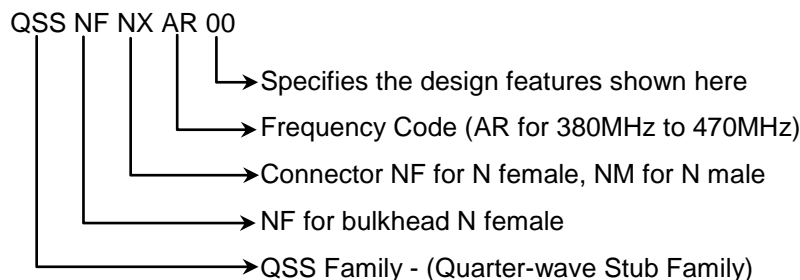 QSS NF NX AR 00
Specifies the design features shown here
Frequency Code (AR for 380MHz to 470MHz)
Connector NF for N female, NM for N male
NF for bulkhead N female
QSS Family - (Quarter-wave Stub Family)